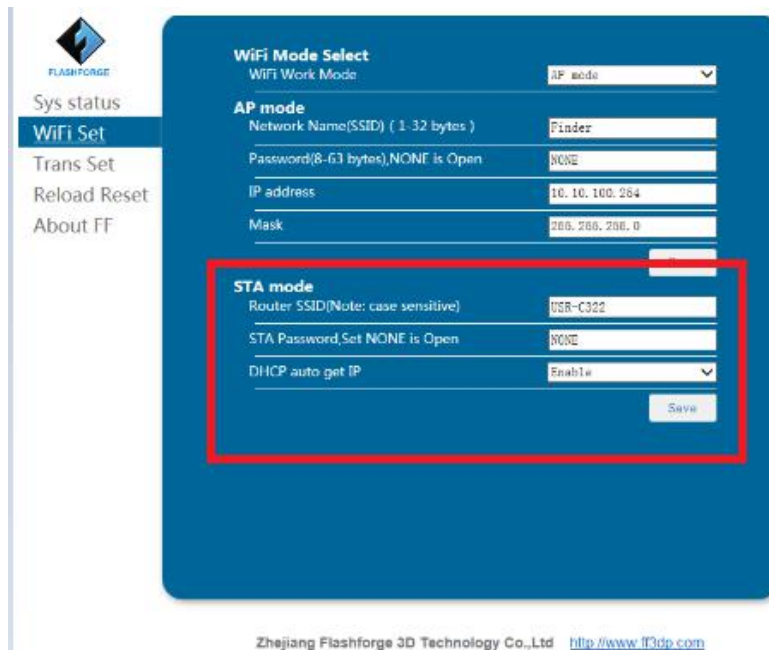 FLASHFORGE
Sys status
WiFi Set
Trans Set
Reload Reset
About FF
WiFi Mode Select
WiFi Work Mode AP mode
AP mode
Network Name(SSID) ( 1-32 bytes ) Finder
Password(8-63 bytes),NONE is Open NONE
IP address 10.10.100.254
Mask 255.255.255.0
STA mode
Router SSID(Note: case sensitive) USR-C322
STA Password,Set NONE is Open NONE
DHCP auto get IP Enable
Save
Zhejiang Flashforge 3D Technology Co.,Ltd http://www.ff3dp.com